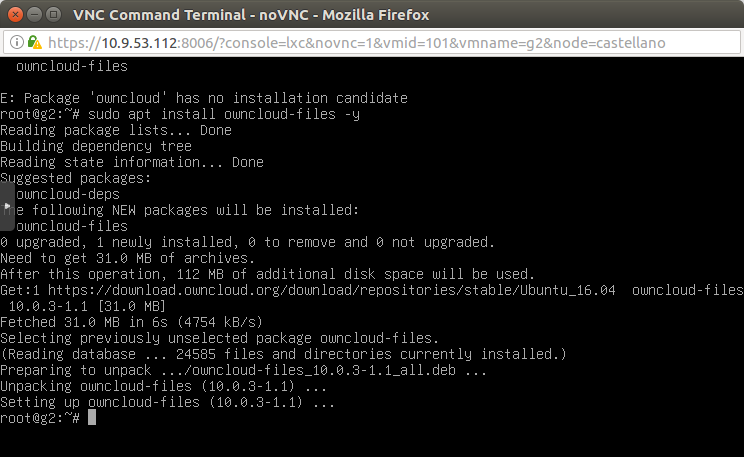 VNC Command Terminal - noVNC - Mozilla Firefox
https://10.9.53.112:8006/?console=lxc&novnc=1&vmid=101&vmname=g2&node=castellano
owncloud-files
E: Package 'owncloud' has no installation candidate
root@g2:~# sudo apt install owncloud-files -y
Reading package lists... Done
Building dependency tree
Reading state information... Done
Suggested packages:
owncloud-deps
The following NEW packages will be installed:
owncloud-files
0 upgraded, 1 newly installed, 0 to remove and 0 not upgraded.
Need to get 31.0 MB of archives.
After this operation, 112 MB of additional disk space will be used.
Get:1 https://download.owncloud.org/download/repositories/stable/Ubuntu_16.04  owncloud-files
10.0.3-1.1 [31.0 MB]
Fetched 31.0 MB in 6s (4754 kB/s)
Selecting previously unselected package owncloud-files.
(Reading database ... 24585 files and directories currently installed.)
Preparing to unpack .../owncloud-files_10.0.3-1.1_all.deb ...
Unpacking owncloud-files (10.0.3-1.1) ...
Setting up owncloud-files (10.0.3-1.1) ...
root@g2:~#